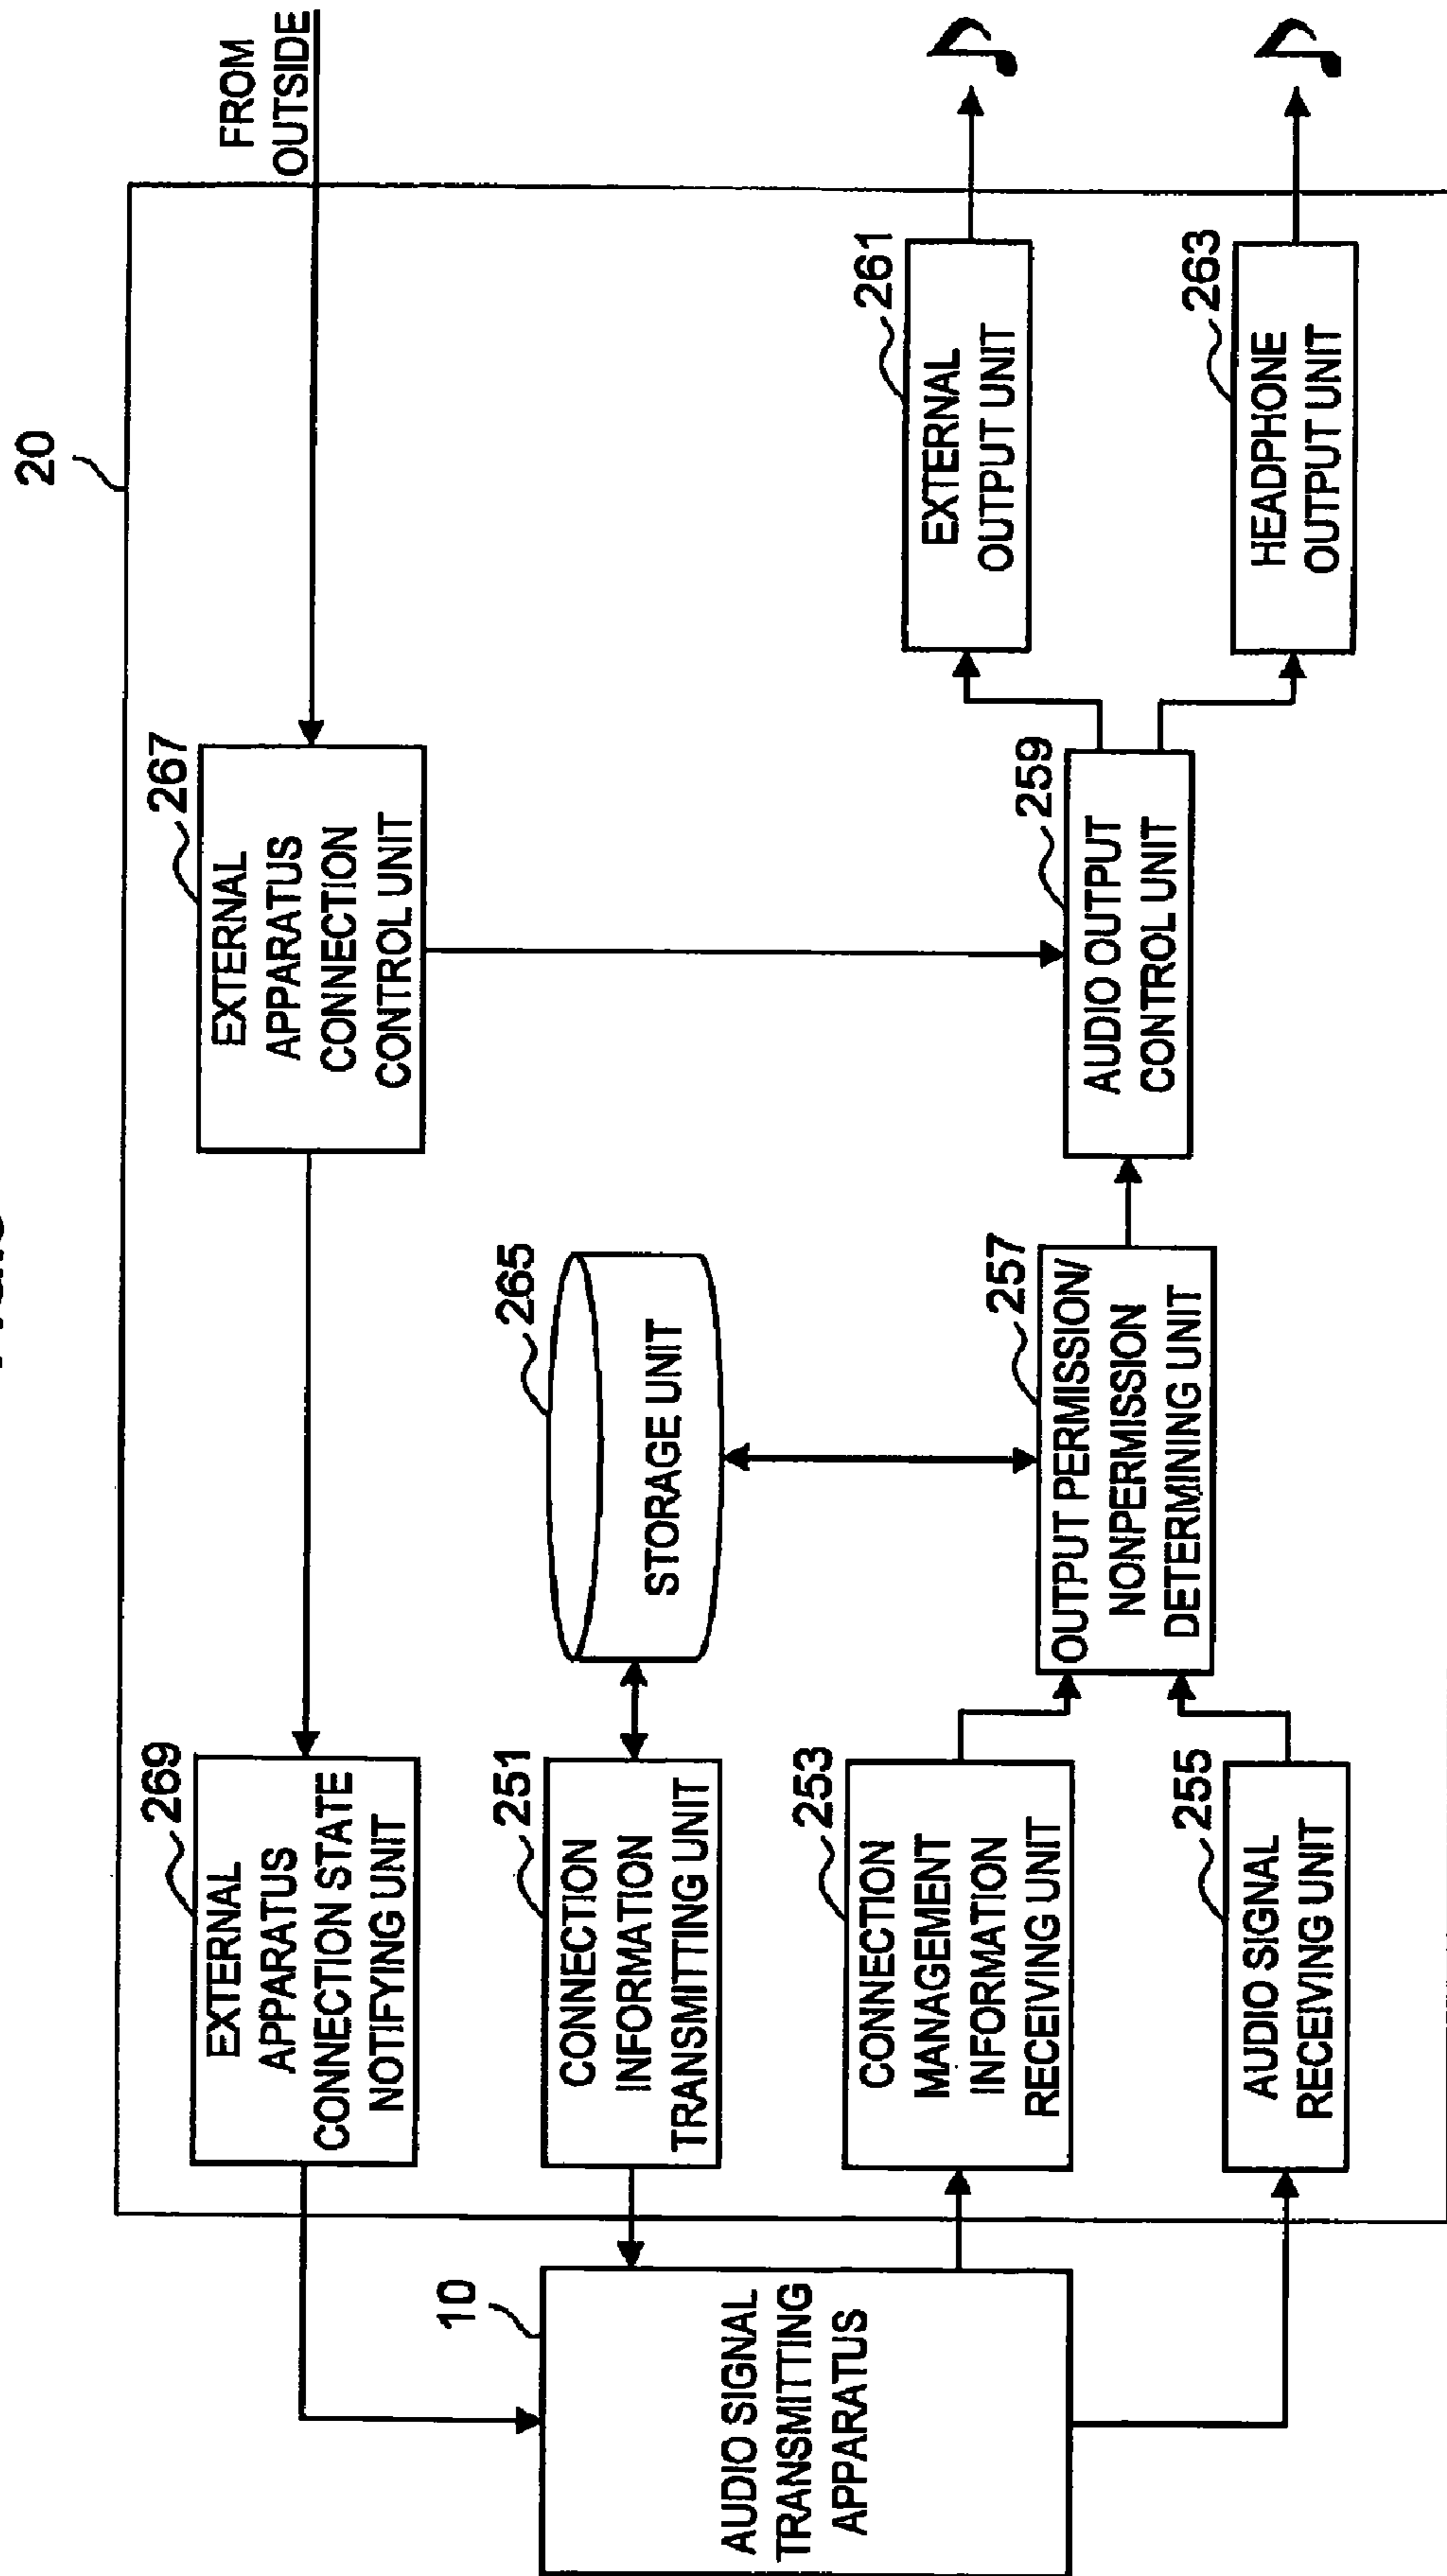 20
FROM
OUTSIDE
269
EXTERNAL
APPARATUS
CONNECTION STATE
NOTIFYING UNIT
267
EXTERNAL
APPARATUS
CONNECTION
CONTROL UNIT
10
AUDIO SIGNAL
TRANSMITTING
APPARATUS
251
CONNECTION
INFORMATION
TRANSMITTING UNIT
265
STORAGE UNIT
253
CONNECTION
MANAGEMENT
INFORMATION
RECEIVING UNIT
255
AUDIO SIGNAL
RECEIVING UNIT
257
OUTPUT PERMISSION/
NONPERMISSION
DETERMINING UNIT
259
AUDIO OUTPUT
CONTROL UNIT
261
EXTERNAL
OUTPUT UNIT
263
HEADPHONE
OUTPUT UNIT